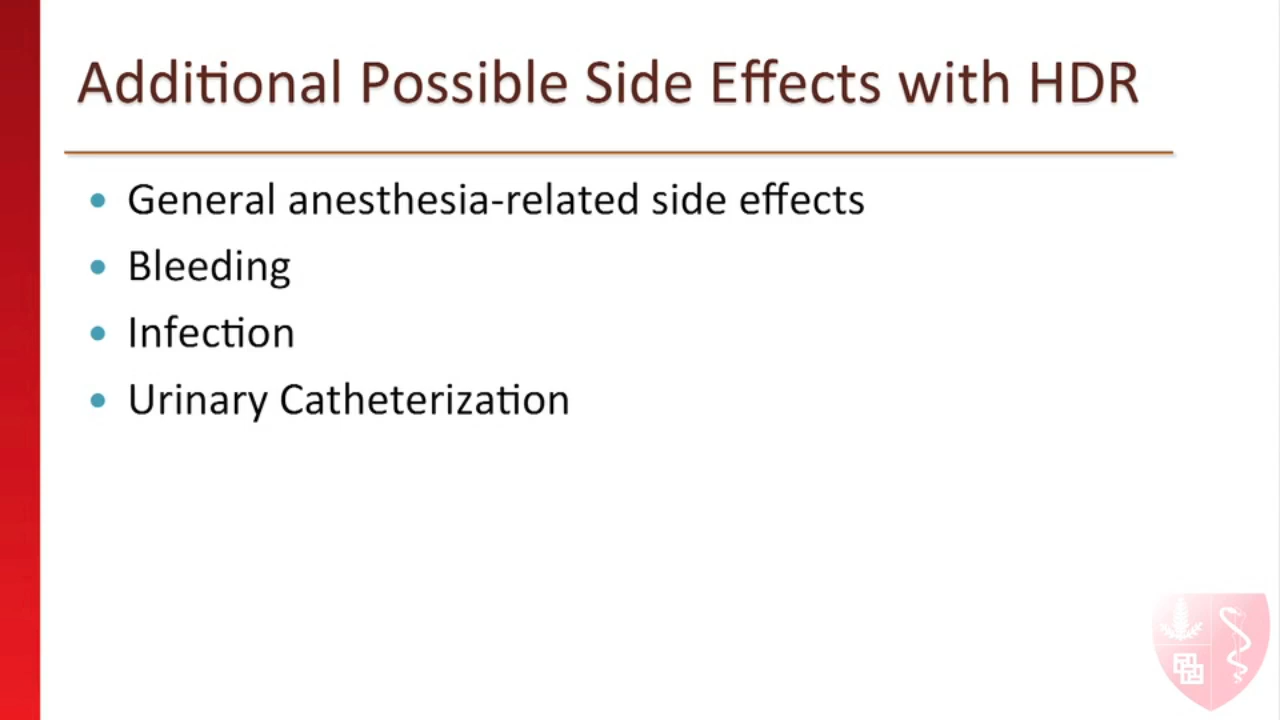 Additional Possible Side Effects with HDR
• General anesthesia-related side effects
• Bleeding
• Infection
• Urinary Catheterization